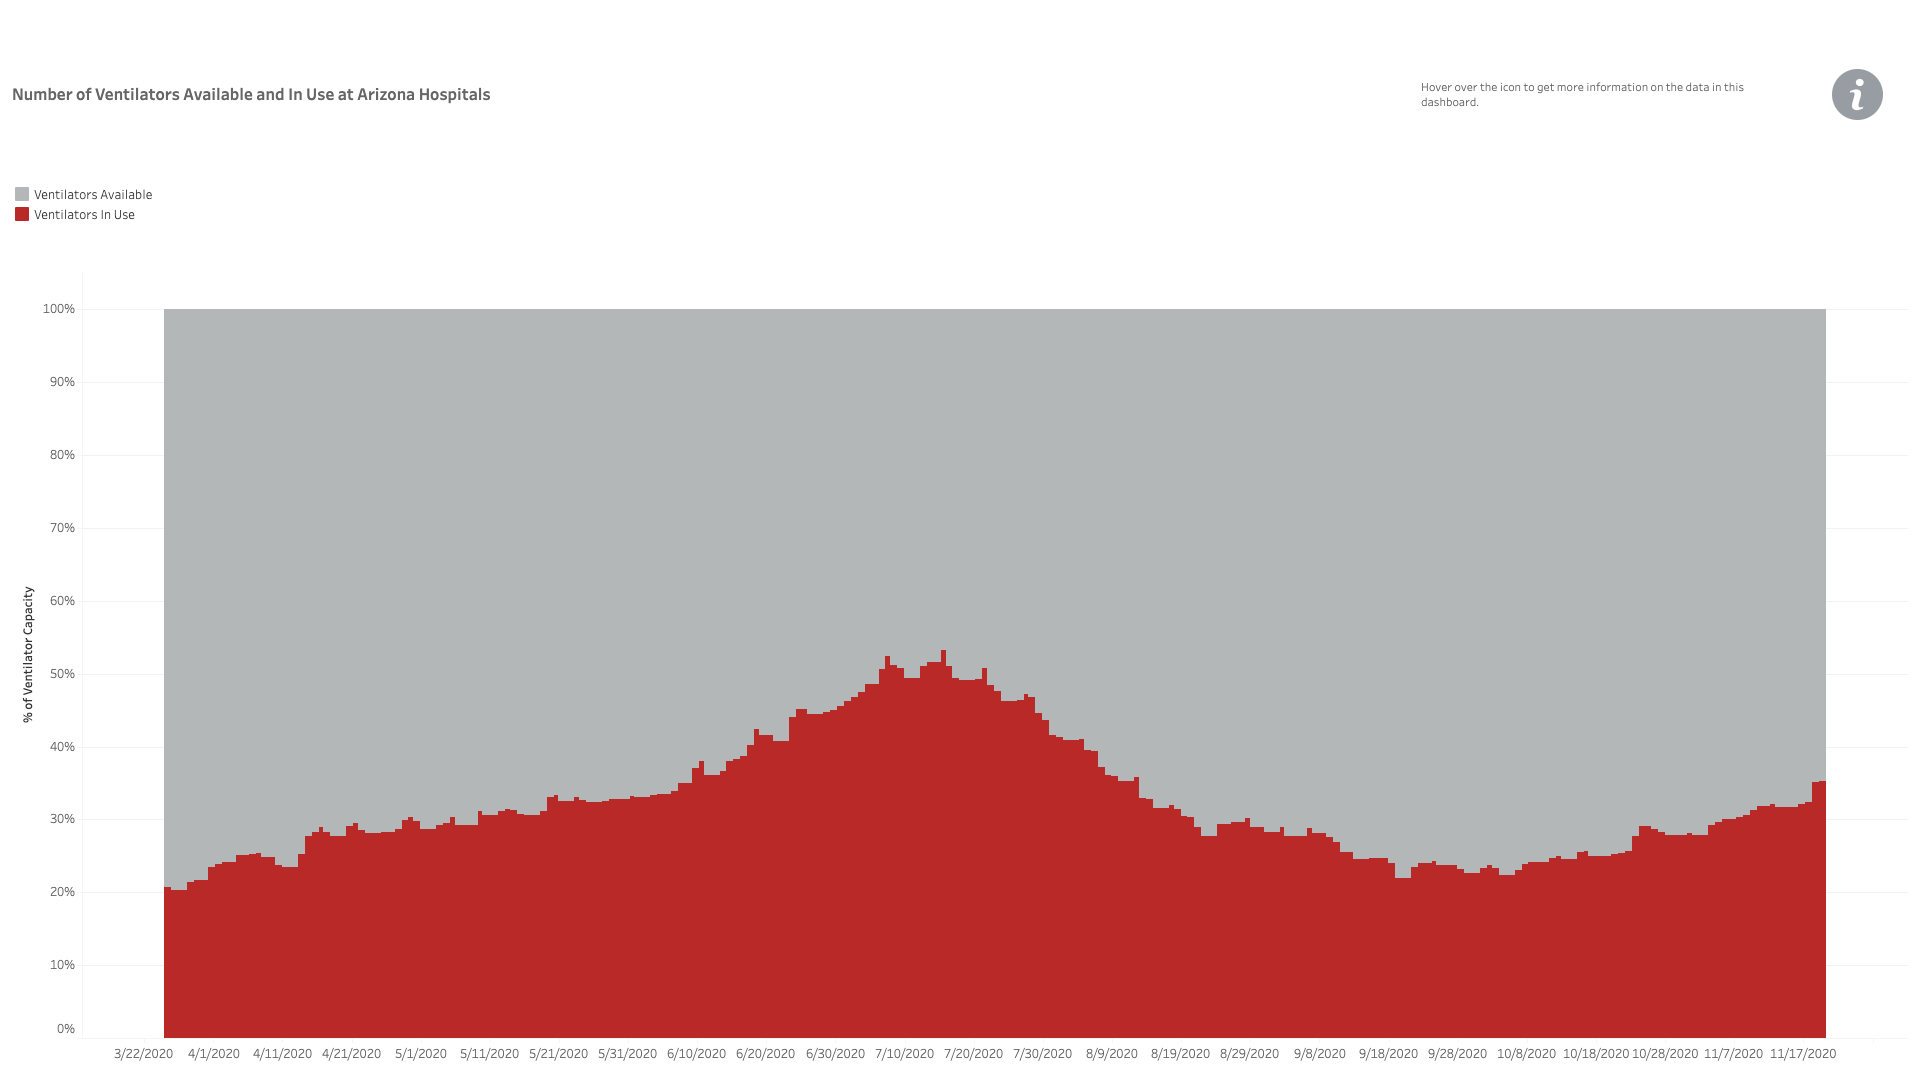 Number of Ventilators Available and In Use at Arizona Hospitals
Hover over the icon to get more information on the data in this
dashboard.
i
Ventilators Available
Ventilators In Use
% of Ventilator Capacity
100%
90%
80%
70%
60%
50%
40%
30%
20%
10%
0%
3/22/2020 4/1/2020 4/11/2020 4/21/2020 5/1/2020 5/11/2020 5/21/2020 5/31/2020 6/10/2020 6/20/2020 6/30/2020 7/10/2020 7/20/2020 7/30/2020 8/9/2020 8/19/2020 8/29/2020 9/8/2020 9/18/2020 9/28/2020 10/8/2020 10/18/2020 10/28/2020 11/7/2020 11/17/2020